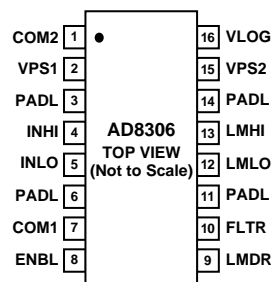 COM2 1 16 VLOG
VPS1 2 15 VPS2
PADL 3 14 PADL
INHI 4 AD8306 13 LMHI
TOP VIEW
INLO 5 (Not to Scale) 12 LMLO
PADL 6 11 PADL
COM1 7 10 FLTR
ENBL 8 9 LMDR